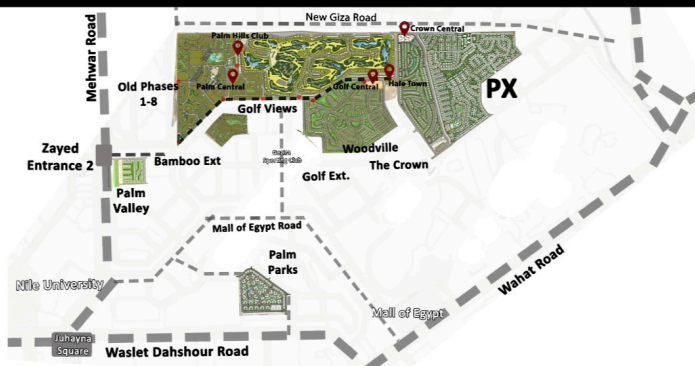 New Giza Road
Crown Central
Mehwar Road
Palm Hills Club
Old Phases
1-8
Palm Central
Golf Central
Hale Town
PX
Golf Views
Zayed
Entrance 2
Bamboo Ext
Woodville
The Crown
Golf Ext.
Palm
Valley
Mall of Egypt Road
Palm
Parks
Wahat Road
Nile University
Mall of Egypt
Juhayna
Square
Waslet Dahshour Road